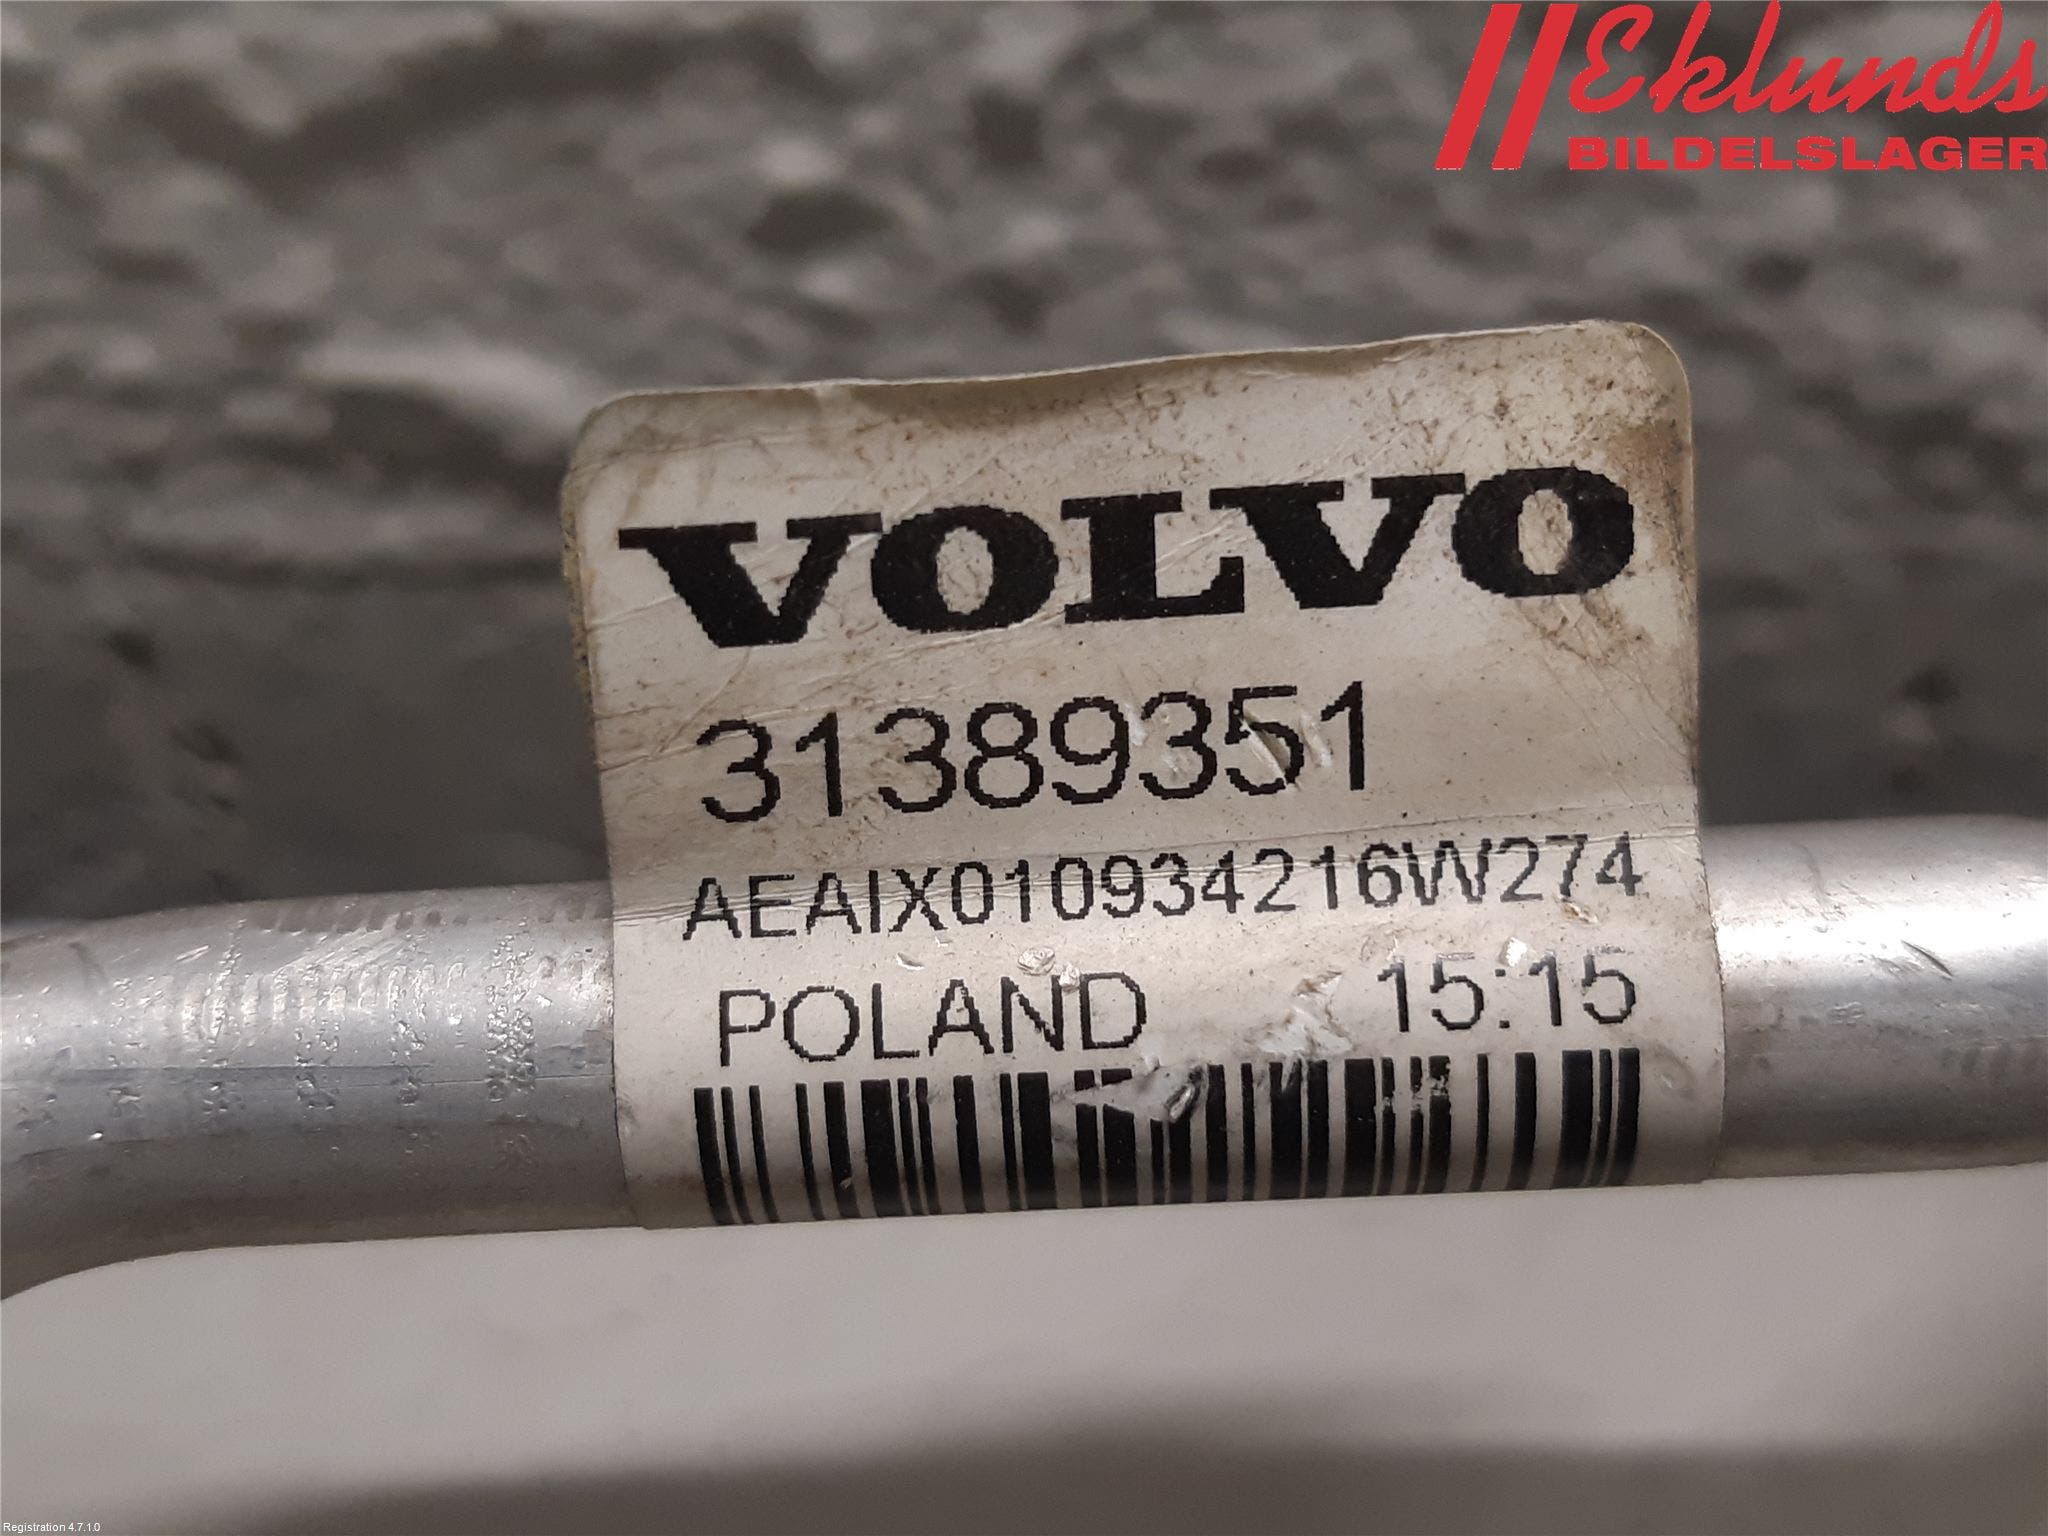 Eklunds
BILDELSLAGER
VOLVO
31389351
AEAIX010934216W274
POLAND 15:15
Registration 4.7.1.0